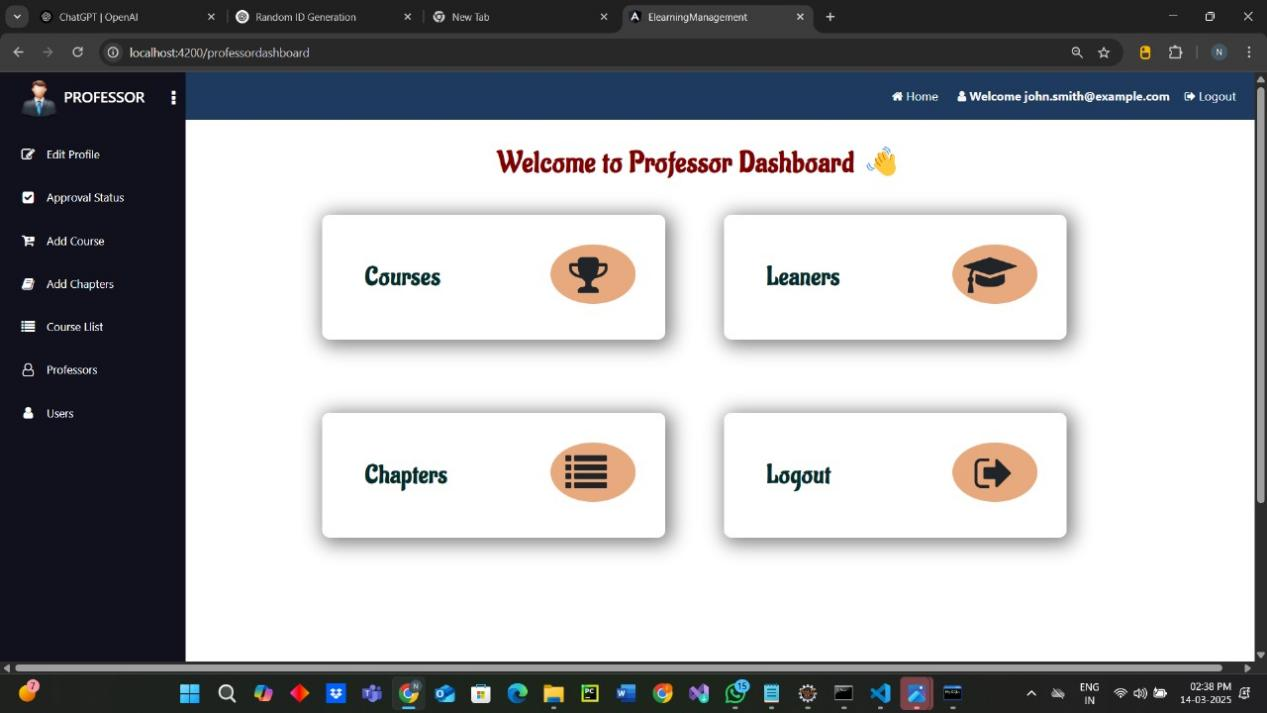 ChatGPT | OpenAI
Random ID Generation
New Tab
ElearningManagement
localhost:4200/professordashboard
N
PROFESSOR
Home
Welcome john.smith@example.com
Logout
Edit Profile
Approval Status
Add Course
Add Chapters
Course Llist
Professors
Users
Welcome to Professor Dashboard 👋
Courses
Leaners
Chapters
Logout
7
15
ENG
IN
02:38 PM
14-03-2025